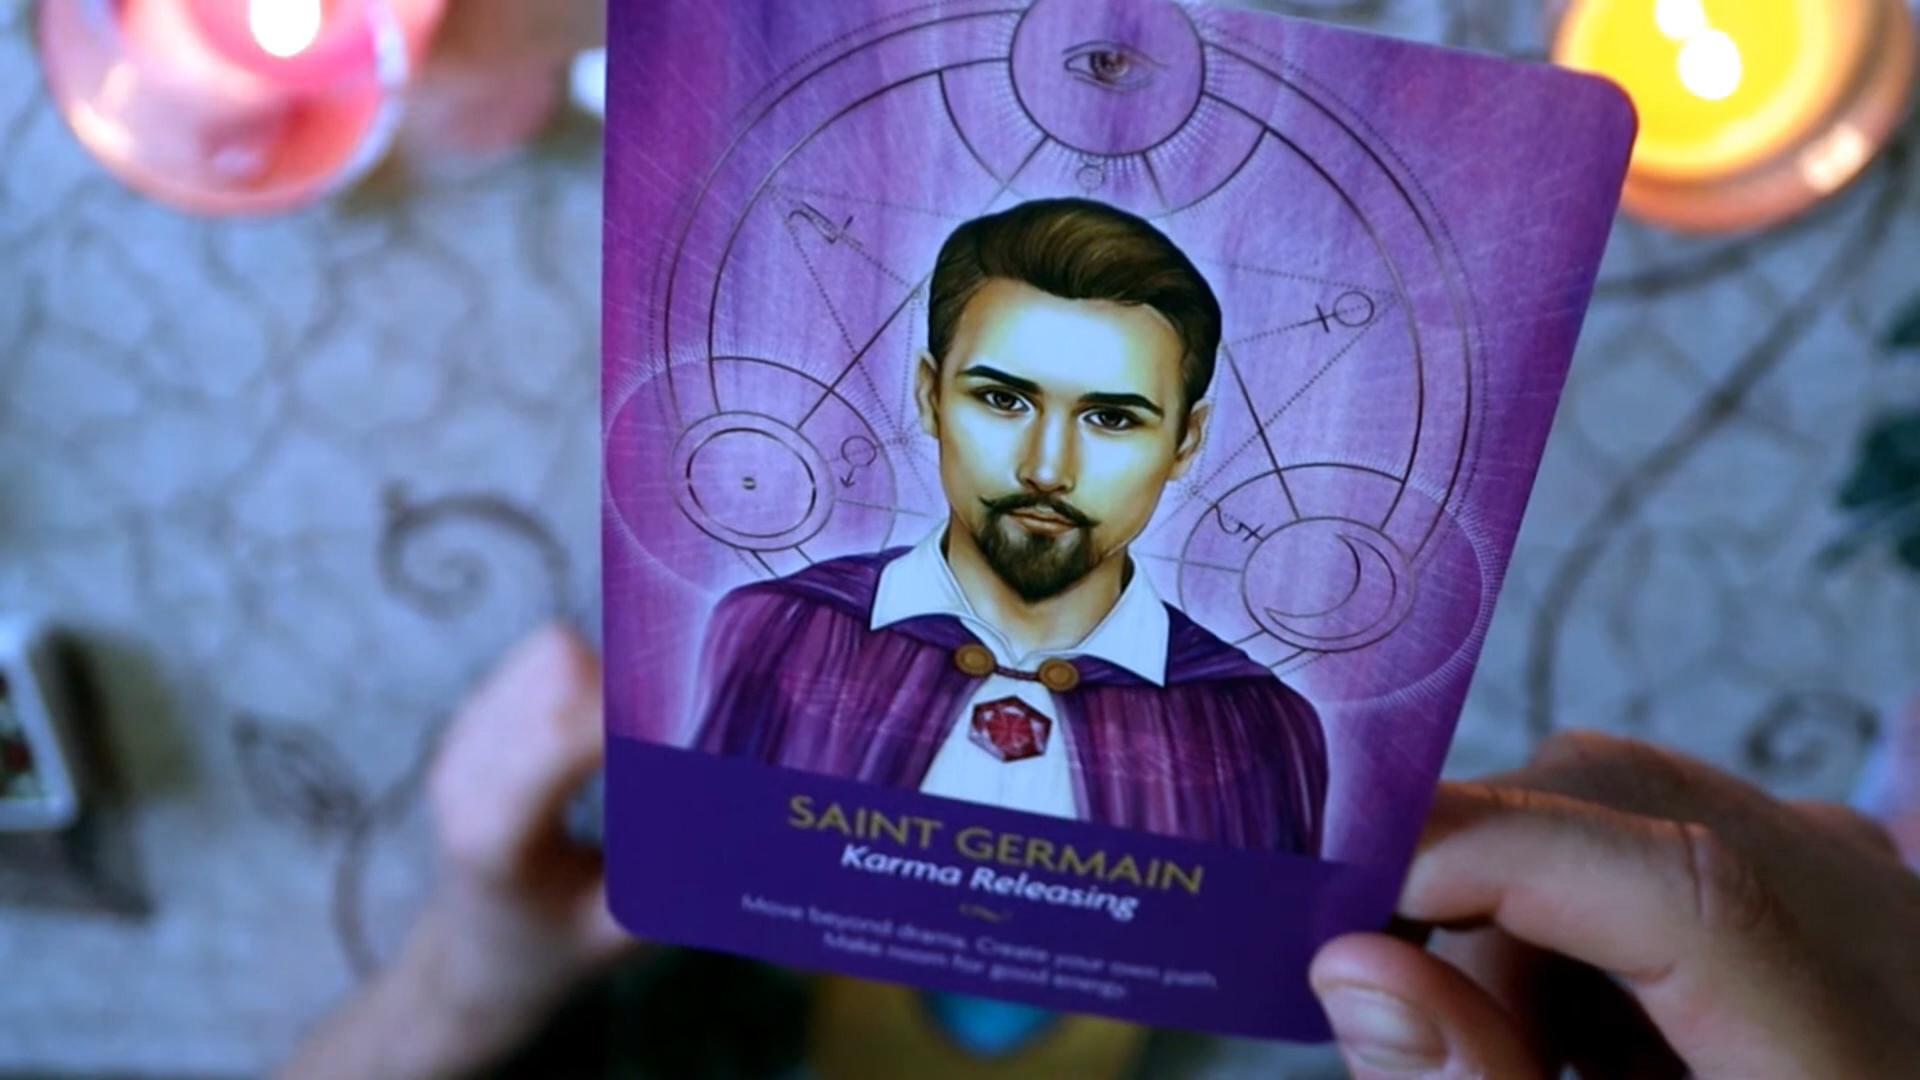 SAINT GERMAIN
Karma Releasing
Move beyond drama. Create your own path.
Make room for good energy.